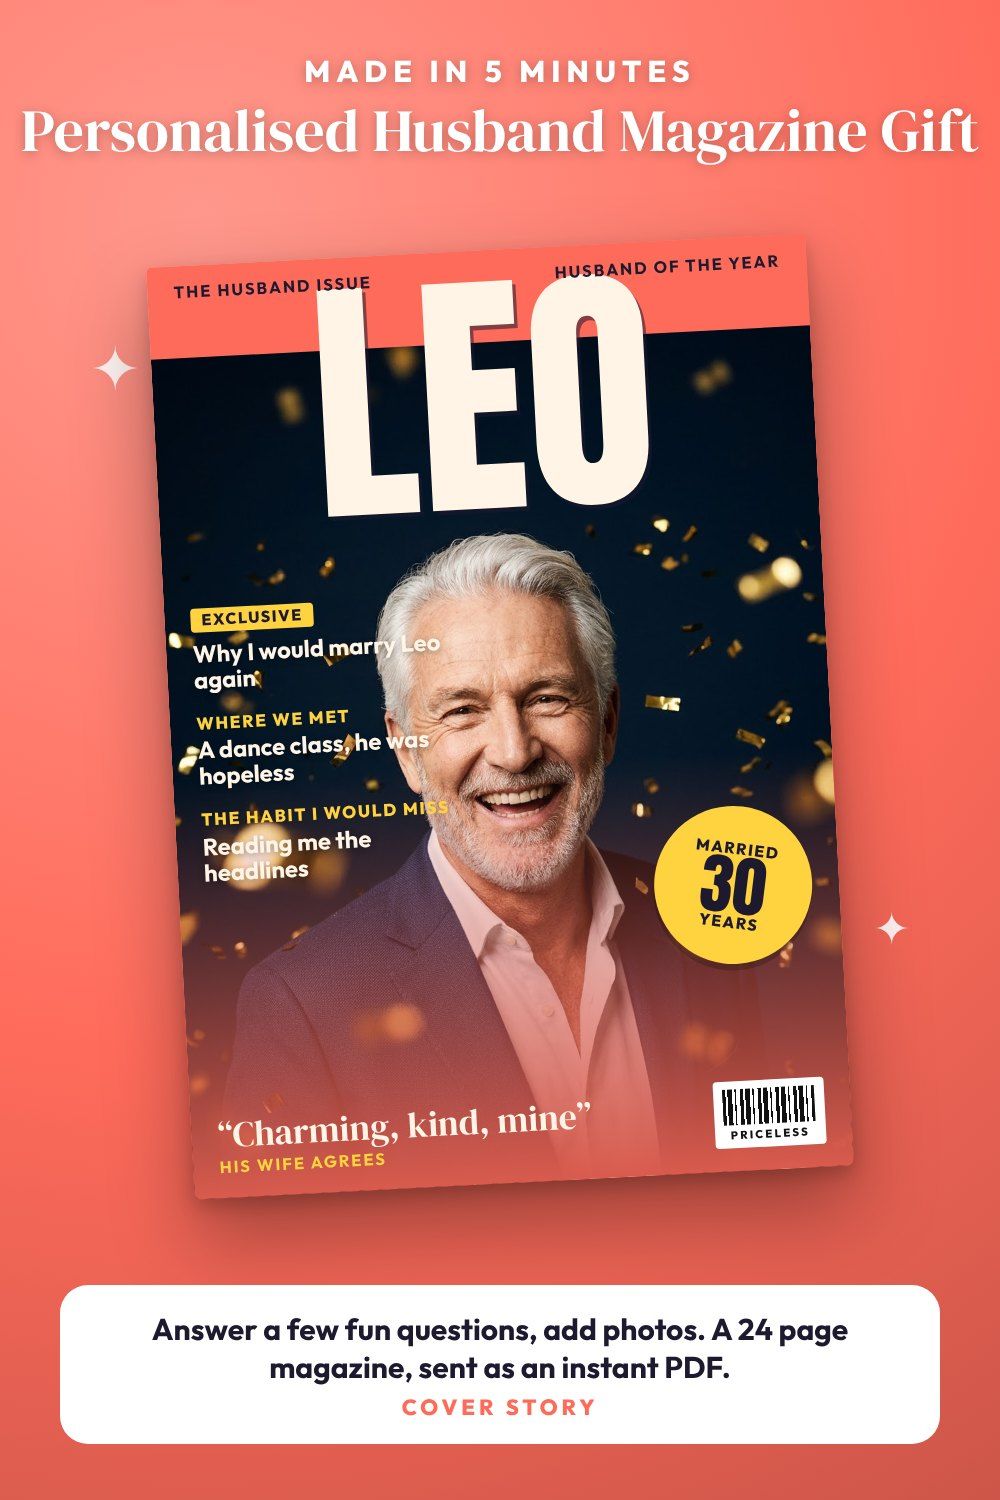 MADE IN 5 MINUTES
Personalised Husband Magazine Gift
THE HUSBAND ISSUE
HUSBAND OF THE YEAR
LEO
EXCLUSIVE
Why I would marry Leo
again
WHERE WE MET
A dance class, he was
hopeless
THE HABIT I WOULD MISS
Reading me the
headlines
MARRIED
30
YEARS
“Charming, kind, mine”
HIS WIFE AGREES
PRICELESS
Answer a few fun questions, add photos. A 24 page
magazine, sent as an instant PDF.
COVER STORY